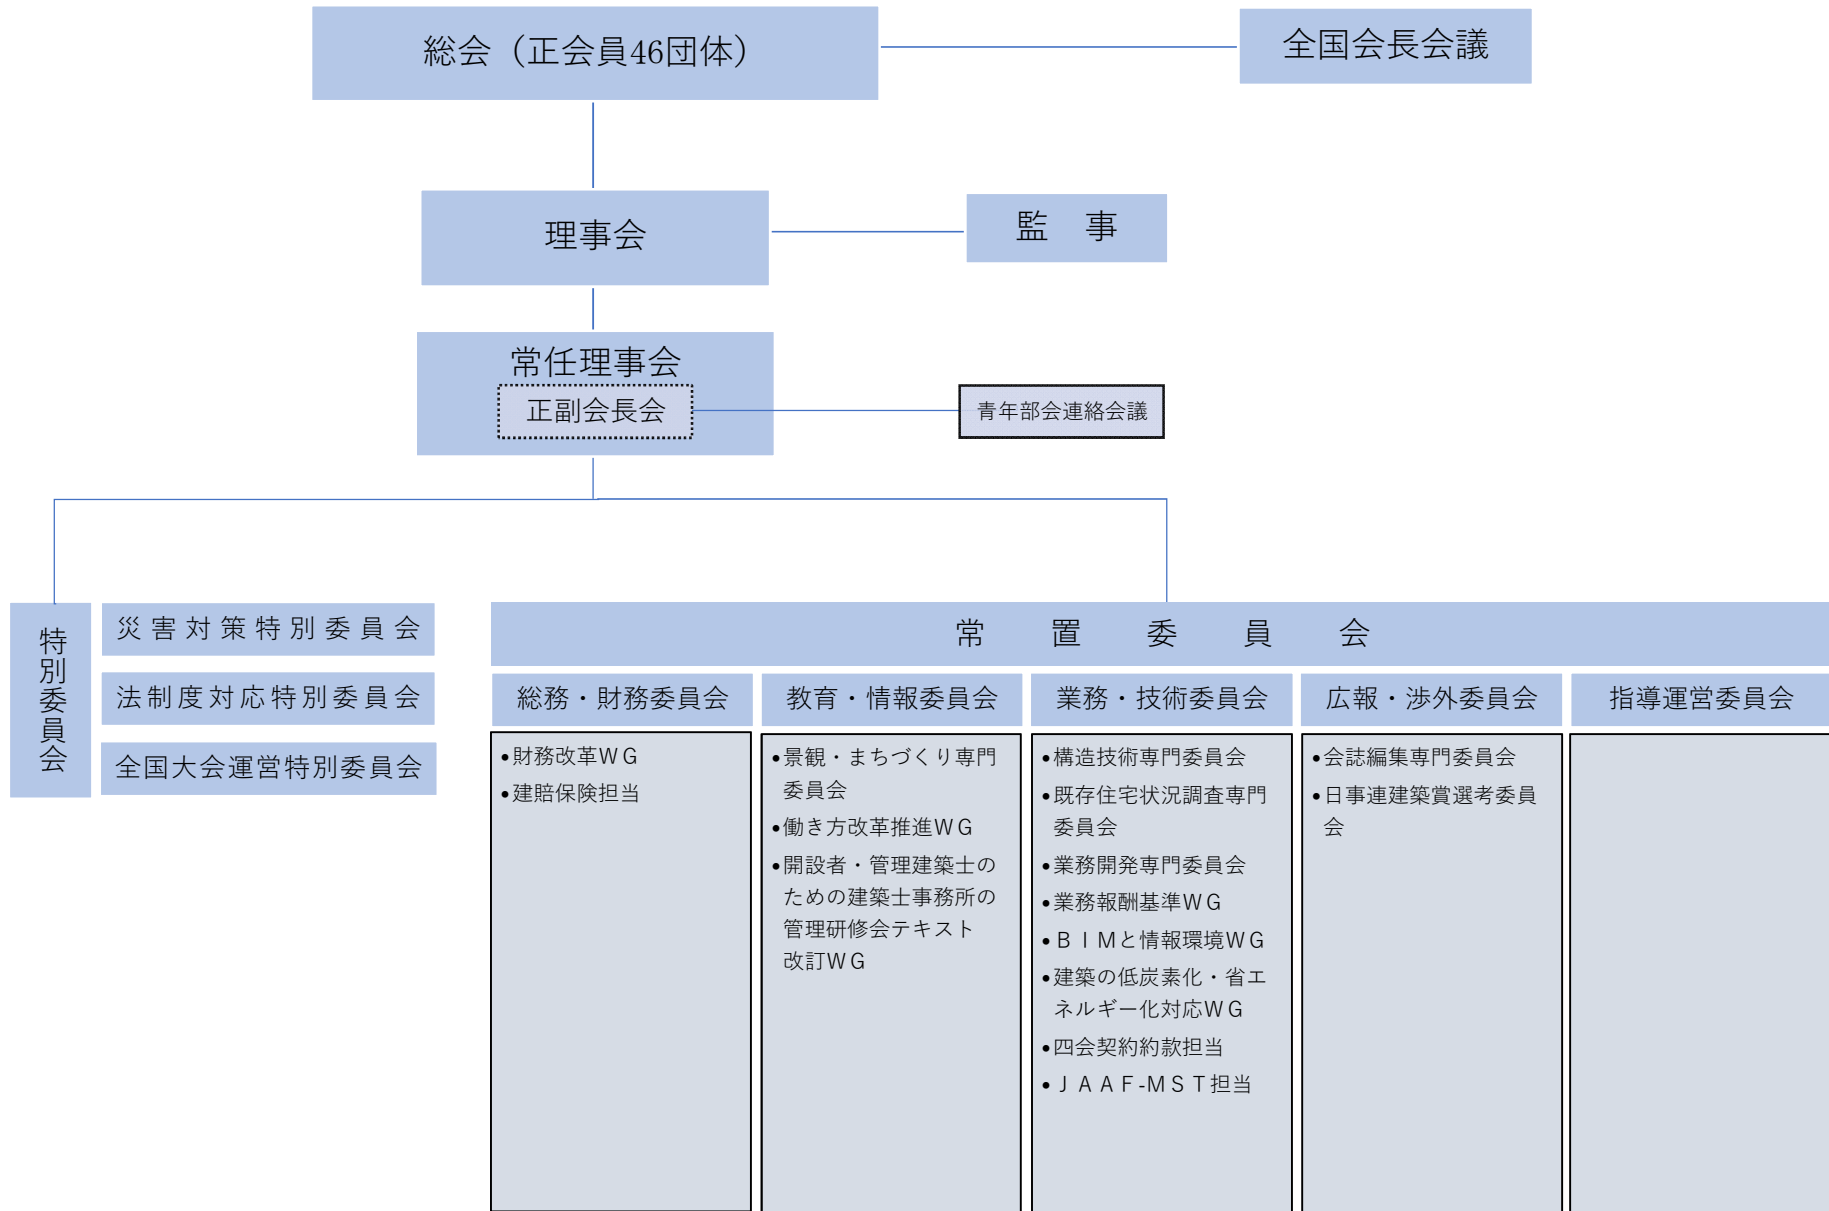 総会（正会員46団体）
全国会長会議
理事会
監　事
常任理事会
正副会長会
青年部会連絡会議
特別委員会
災害対策特別委員会
法制度対応特別委員会
全国大会運営特別委員会
常　置　委　員　会
総務・財務委員会
•財務改革ＷＧ
•建賠保険担当
教育・情報委員会
•景観・まちづくり専門
委員会
•働き方改革推進ＷＧ
•開設者・管理建築士の
ための建築士事務所の
管理研修会テキスト
改訂ＷＧ
業務・技術委員会
•構造技術専門委員会
•既存住宅状況調査専門
委員会
•業務開発専門委員会
•業務報酬基準ＷＧ
•ＢＩＭと情報環境ＷＧ
•建築の低炭素化・省エ
ネルギー化対応ＷＧ
•四会契約約款担当
•ＪＡＡＦ-ＭＳＴ担当
広報・渉外委員会
•会誌編集専門委員会
•日事連建築賞選考委員
会
指導運営委員会